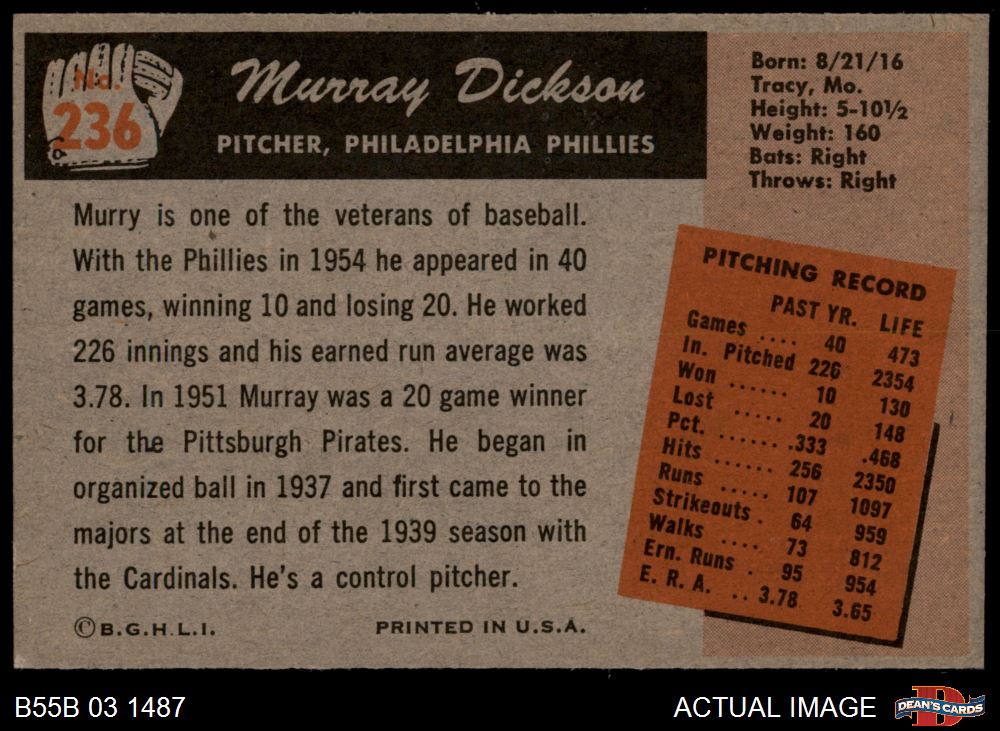 No.
236
Murray Dickson
PITCHER, PHILADELPHIA PHILLIES
Born: 8/21/16
Tracy, Mo.
Height: 5-10½
Weight: 160
Bats: Right
Throws: Right
Murry is one of the veterans of baseball.
With the Phillies in 1954 he appeared in 40
games, winning 10 and losing 20. He worked
226 innings and his earned run average was
3.78. In 1951 Murray was a 20 game winner
for the Pittsburgh Pirates. He began in
organized ball in 1937 and first came to the
majors at the end of the 1939 season with
the Cardinals. He's a control pitcher.
©B.G.H.L.I. PRINTED IN U.S.A.
PITCHING RECORD
PAST YR. LIFE
Games .... 40 473
In. Pitched 226 2354
Won ...... 10 130
Lost ..... 20 148
Pct. ...... .333 .468
Hits ...... 256 2350
Runs ..... 107 1097
Strikeouts . 64 959
Walks .... 73 812
Ern. Runs . 95 954
E. R. A. .. 3.78 3.65
B55B 03 1487
ACTUAL IMAGE
DEAN'S CARDS